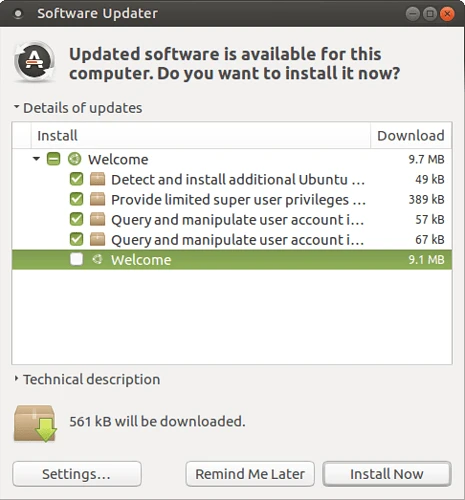 Software Updater
Updated software is available for this
computer. Do you want to install it now?
Details of updates
Install Download
Welcome 9.7 MB
Detect and install additional Ubuntu ... 49 kB
Provide limited super user privileges ... 389 kB
Query and manipulate user account i... 57 kB
Query and manipulate user account i... 67 kB
Welcome 9.1 MB
Technical description
561 kB will be downloaded.
Settings... Remind Me Later Install Now